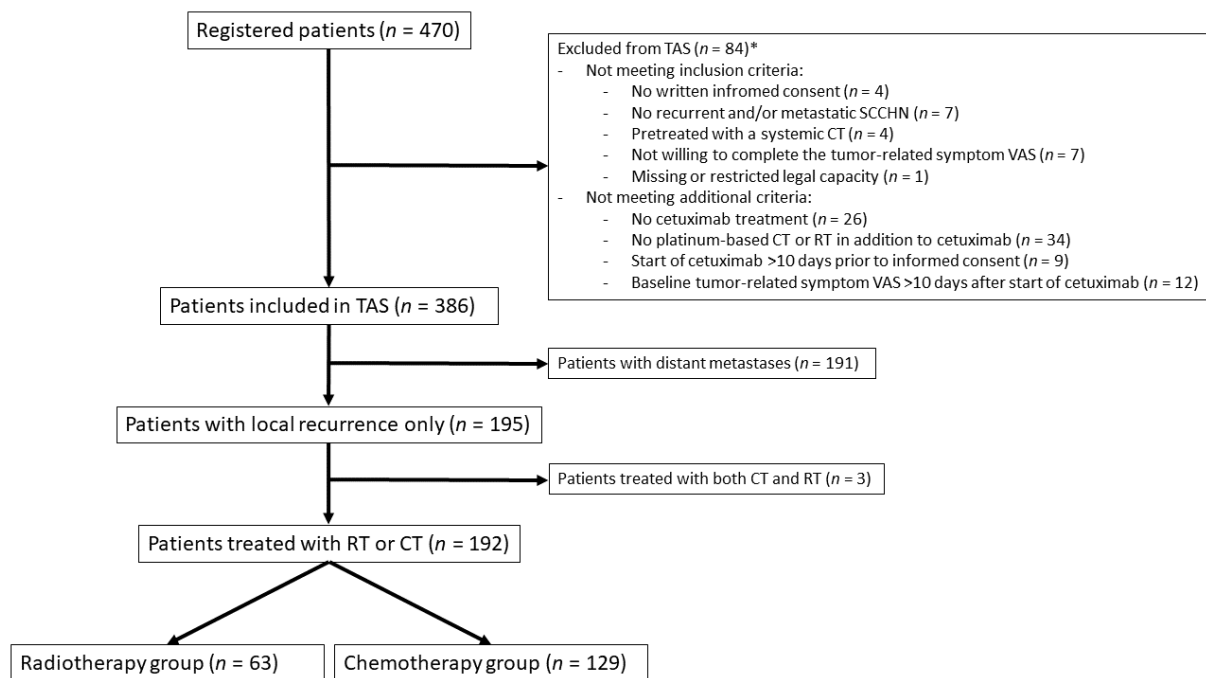 Registered patients (n = 470)
Excluded from TAS (n = 84)*
- Not meeting inclusion criteria:
- No written infromed consent (n = 4)
- No recurrent and/or metastatic SCCHN (n = 7)
- Pretreated with a systemic CT (n = 4)
- Not willing to complete the tumor-related symptom VAS (n = 7)
- Missing or restricted legal capacity (n = 1)
- Not meeting additional criteria:
- No cetuximab treatment (n = 26)
- No platinum-based CT or RT in addition to cetuximab (n = 34)
- Start of cetuximab >10 days prior to informed consent (n = 9)
- Baseline tumor-related symptom VAS >10 days after start of cetuximab (n = 12)
Patients included in TAS (n = 386)
Patients with distant metastases (n = 191)
Patients with local recurrence only (n = 195)
Patients treated with both CT and RT (n = 3)
Patients treated with RT or CT (n = 192)
Radiotherapy group (n = 63)
Chemotherapy group (n = 129)